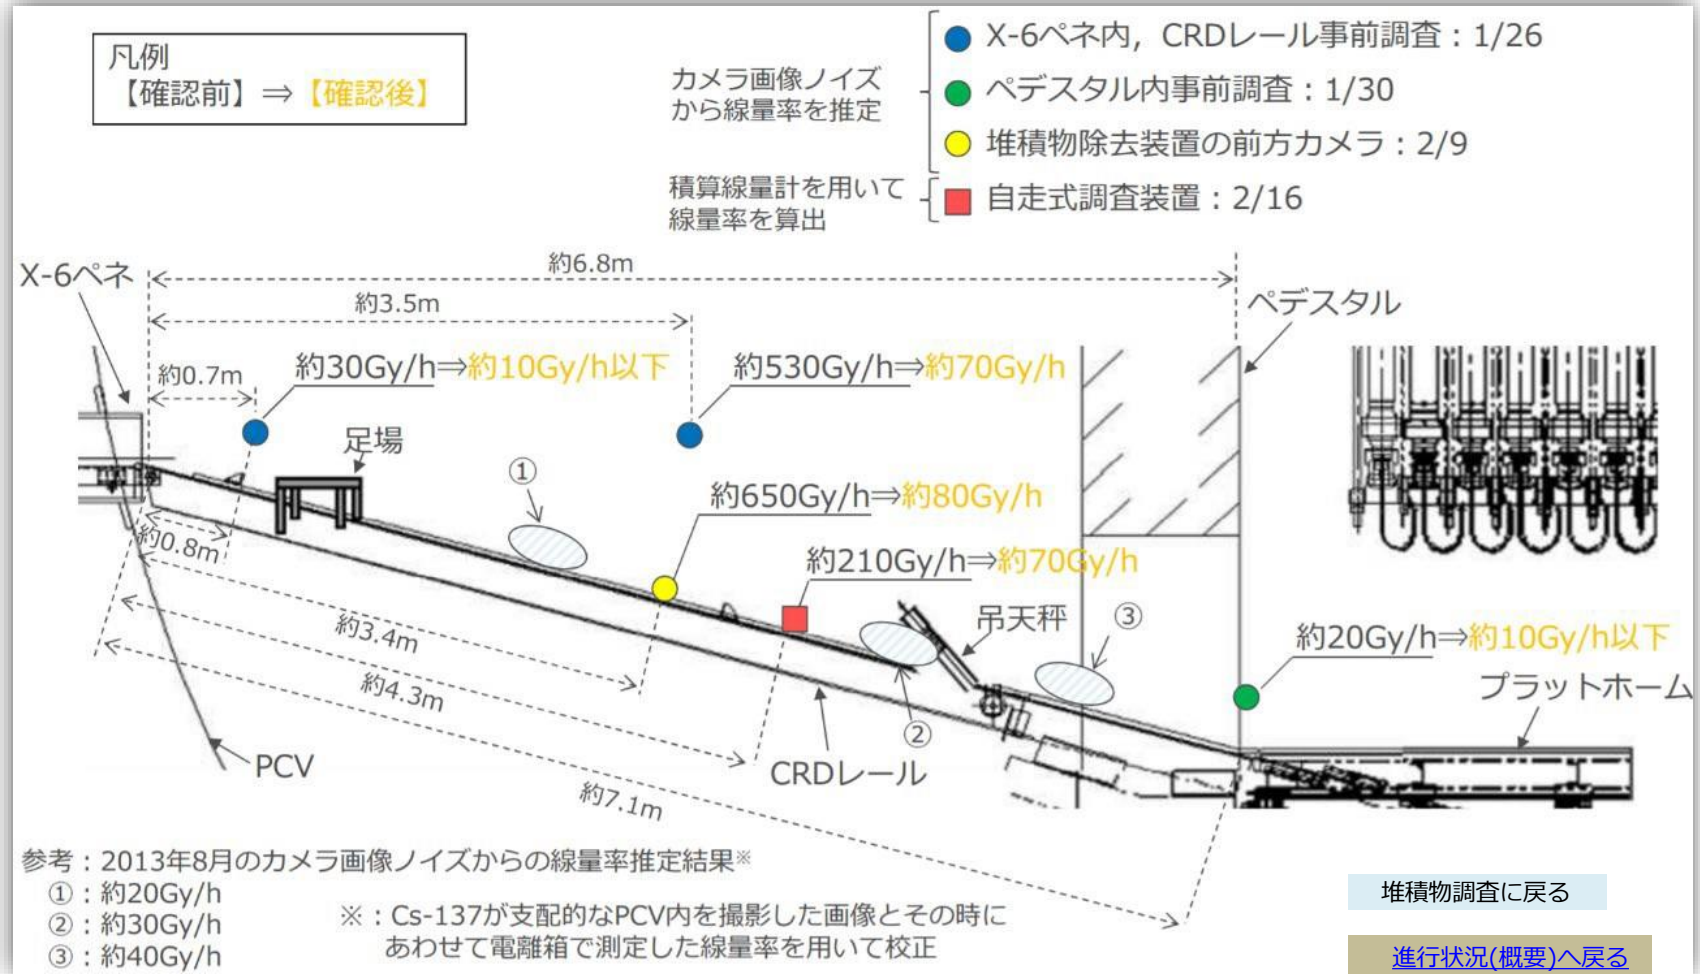 凡例
【確認前】⇒【確認後】
カメラ画像ノイズ
から線量率を推定
X-6ペネ内，CRDレール事前調査：1/26
ペデスタル内事前調査：1/30
堆積物除去装置の前方カメラ：2/9
積算線量計を用いて
線量率を算出
自走式調査装置：2/16
X-6ペネ
約6.8m
約3.5m
約0.7m
ペデスタル
約30Gy/h⇒約10Gy/h以下
約530Gy/h⇒約70Gy/h
足場
①
約650Gy/h⇒約80Gy/h
約0.8m
約210Gy/h⇒約70Gy/h
吊天秤
③
約3.4m
約20Gy/h⇒約10Gy/h以下
約4.3m
プラットホーム
②
PCV
CRDレール
約7.1m
参考：2013年8月のカメラ画像ノイズからの線量率推定結果※
①：約20Gy/h
②：約30Gy/h
③：約40Gy/h
※：Cs-137が支配的なPCV内を撮影した画像とその時に
あわせて電離箱で測定した線量率を用いて校正
堆積物調査に戻る
進行状況(概要)へ戻る